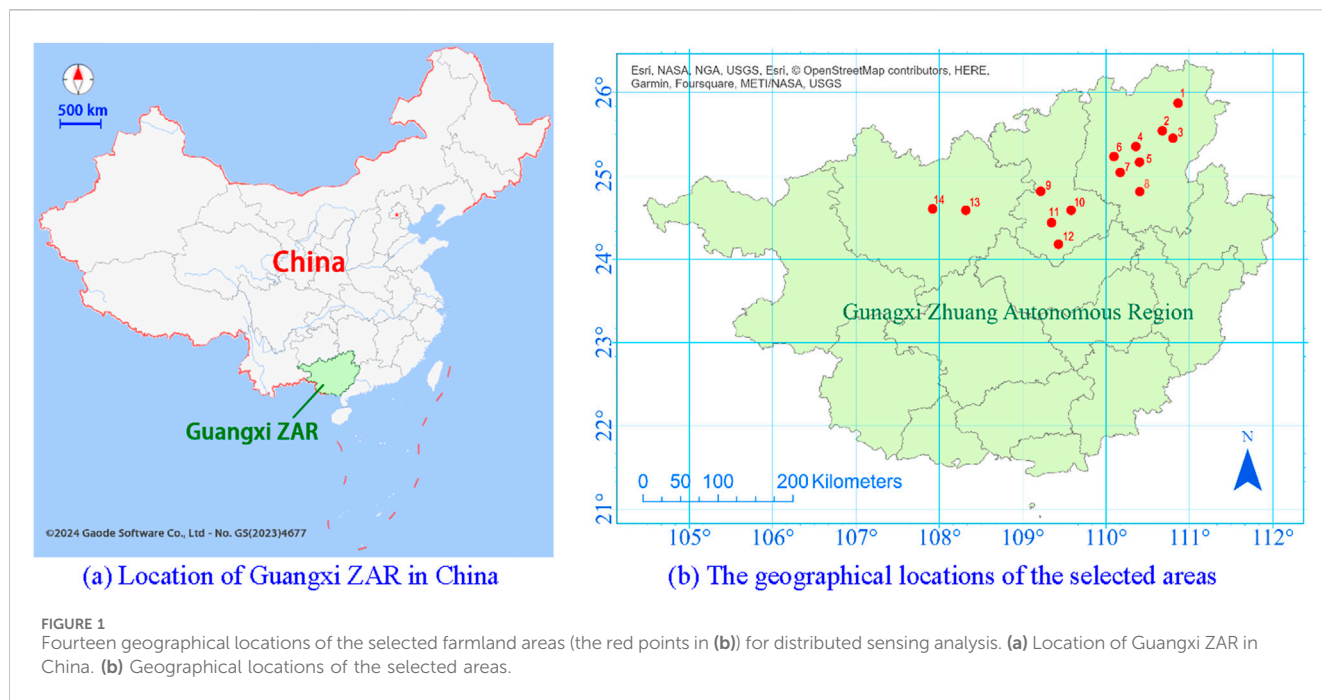 500 km
China
Guangxi ZAR
©2024 Gaode Software Co., Ltd - No. GS(2023)4677
(a) Location of Guangxi ZAR in China
Esri, NASA, NGA, USGS, Esri, © OpenStreetMap contributors, HERE,
Garmin, Foursquare, METI/NASA, USGS
26°
25°
24°
23°
22°
21°
1
2
3
4
5
6
7
8
9
10
11
12
13
14
Gunagxi Zhuang Autonomous Region
N
0 50 100 200 Kilometers
105° 106° 107° 108° 109° 110° 111° 112°
(b) The geographical locations of the selected areas
FIGURE 1
Fourteen geographical locations of the selected farmland areas (the red points in (b)) for distributed sensing analysis. (a) Location of Guangxi ZAR in
China. (b) Geographical locations of the selected areas.